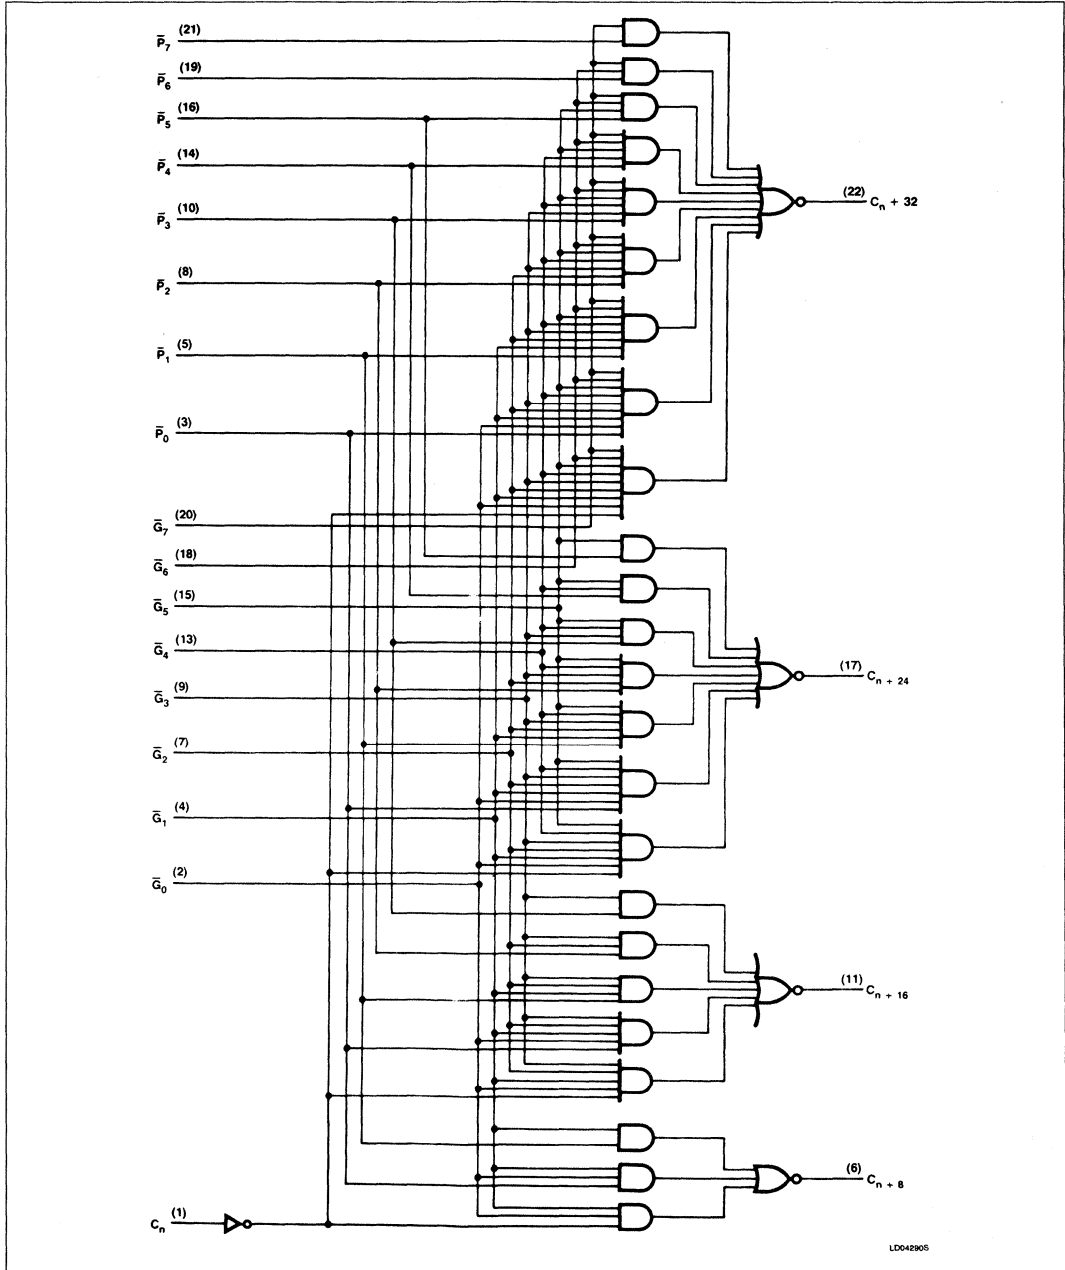 P̄7 (21)
P̄6 (19)
P̄5 (16)
P̄4 (14)
P̄3 (10)
P̄2 (8)
P̄1 (5)
P̄0 (3)
Ḡ7 (20)
Ḡ6 (18)
Ḡ5 (15)
Ḡ4 (13)
Ḡ3 (9)
Ḡ2 (7)
Ḡ1 (4)
Ḡ0 (2)
Cn (1)
(22) Cn + 32
(17) Cn + 24
(11) Cn + 16
(6) Cn + 8
LD04290S